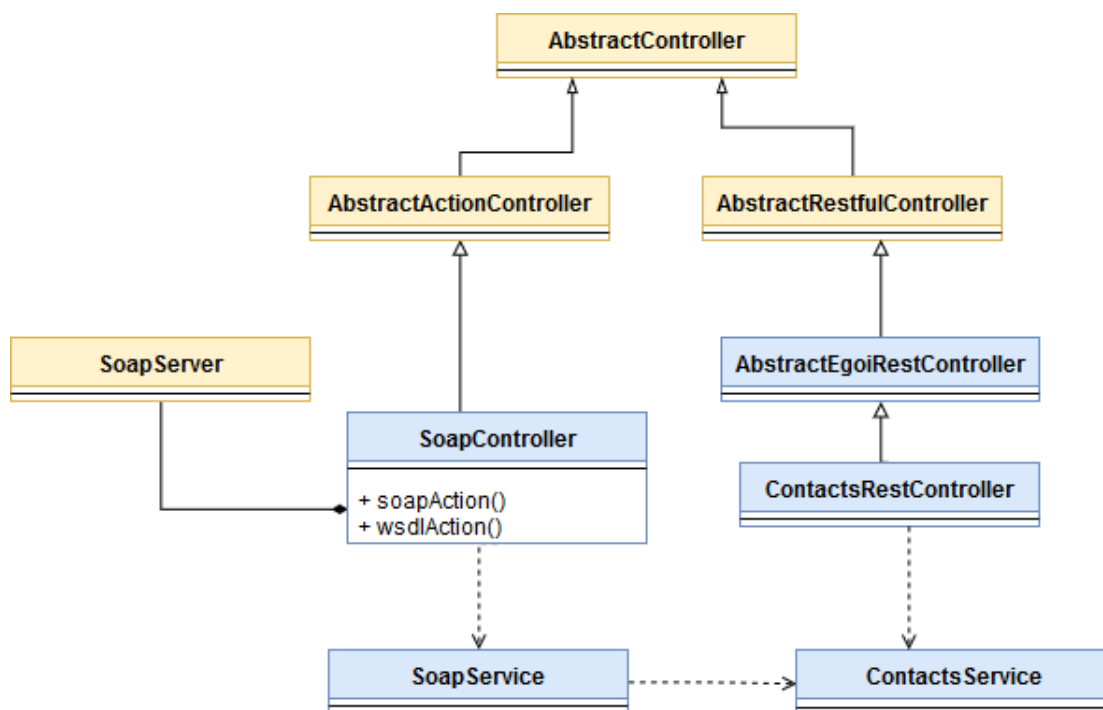 AbstractController
AbstractActionController
AbstractRestfulController
SoapServer
AbstractEgoiRestController
SoapController
+ soapAction()
+ wsdlAction()
ContactsRestController
SoapService
ContactsService